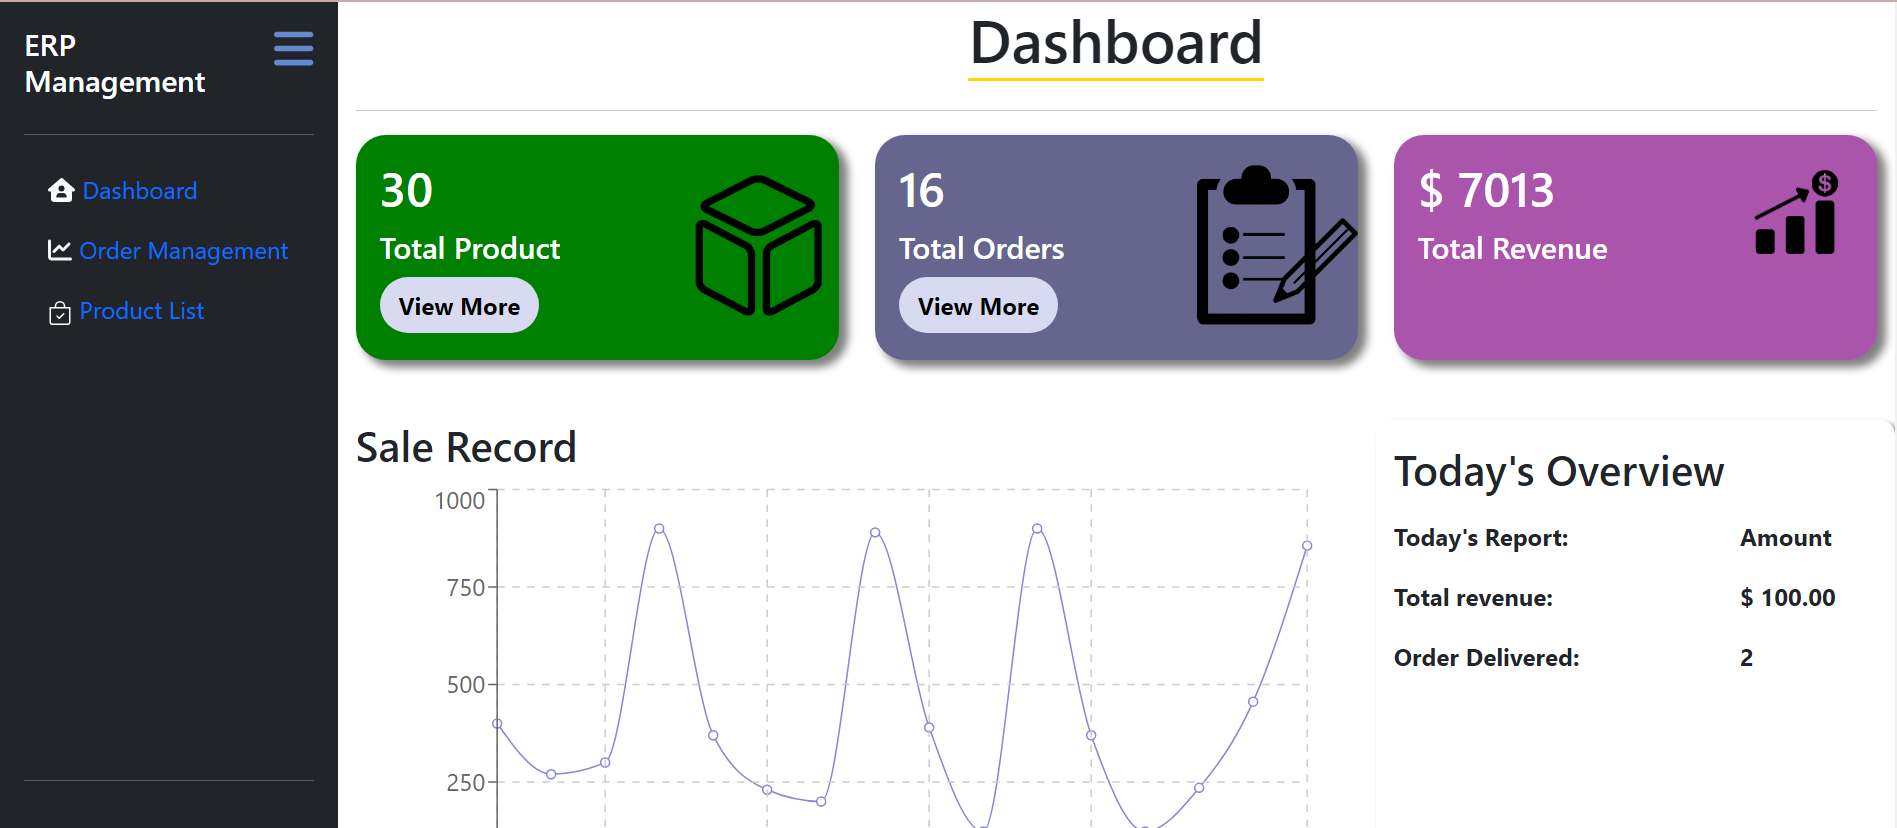 ERP
Management
Dashboard
Order Management
Product List
Dashboard
30
Total Product
View More
16
Total Orders
View More
$ 7013
Total Revenue
$
Sale Record
1000
750
500
250
Today's Overview
Today's Report: Amount
Total revenue: $ 100.00
Order Delivered: 2